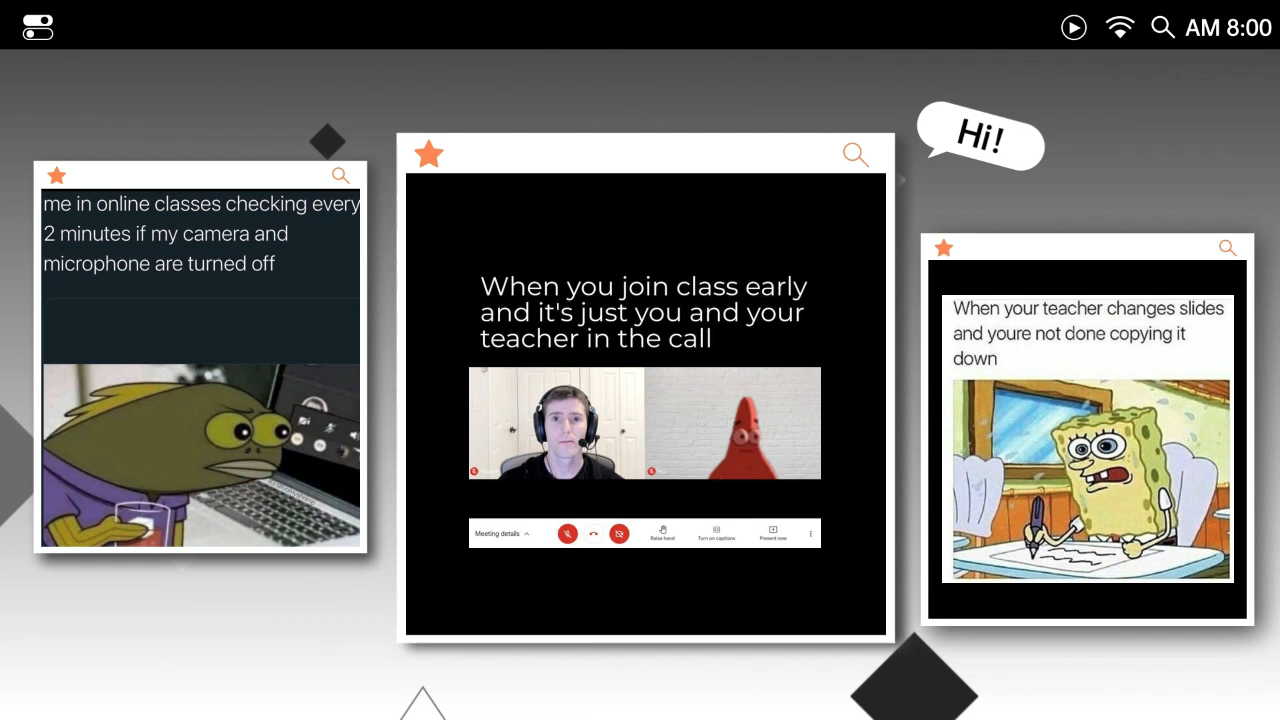 AM 8:00
Hi!
me in online classes checking every
2 minutes if my camera and
microphone are turned off
When you join class early
and it's just you and your
teacher in the call
Meeting details
Raise hand
Turn on captions
Present now
When your teacher changes slides
and youre not done copying it
down